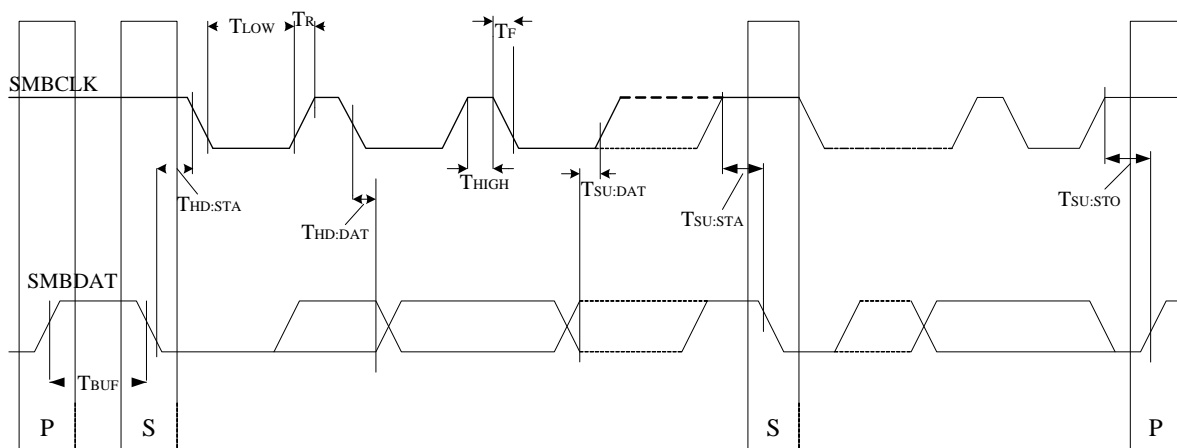 TLOW TR TF
SMBCLK
THIGH TSU:DAT
THD:STA TSU:STA TSU:STO
THD:DAT
SMBDAT
TBUF
P S S P